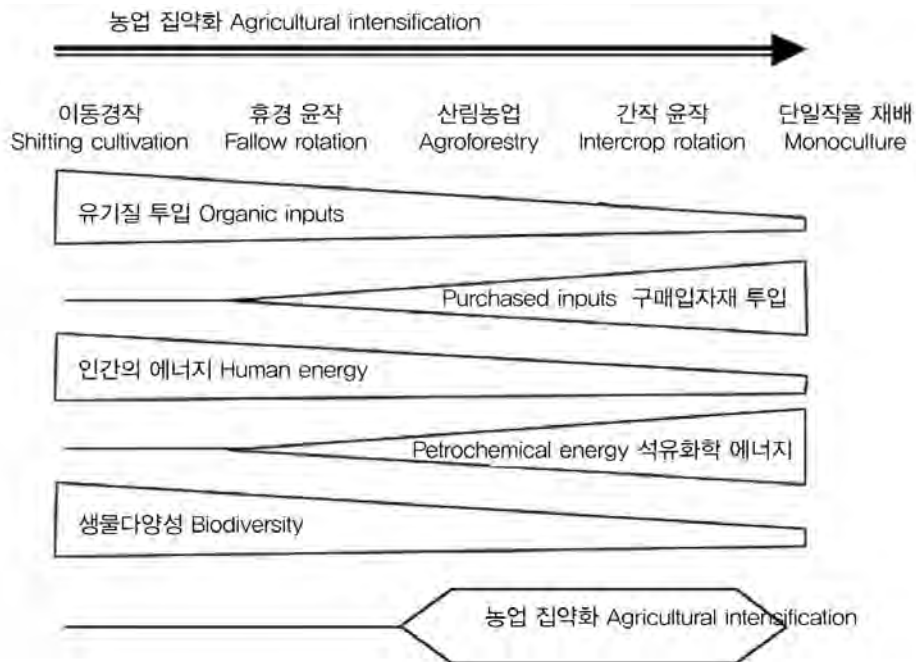 농업 집약화 Agricultural intensification
이동경작 휴경 윤작 산림농업 간작 윤작 단일작물 재배
Shifting cultivation Fallow rotation Agroforestry Intercrop rotation Monoculture
유기질 투입 Organic inputs
Purchased inputs 구매입자재 투입
인간의 에너지 Human energy
Petrochemical energy 석유화학 에너지
생물다양성 Biodiversity
농업 집약화 Agricultural intensification